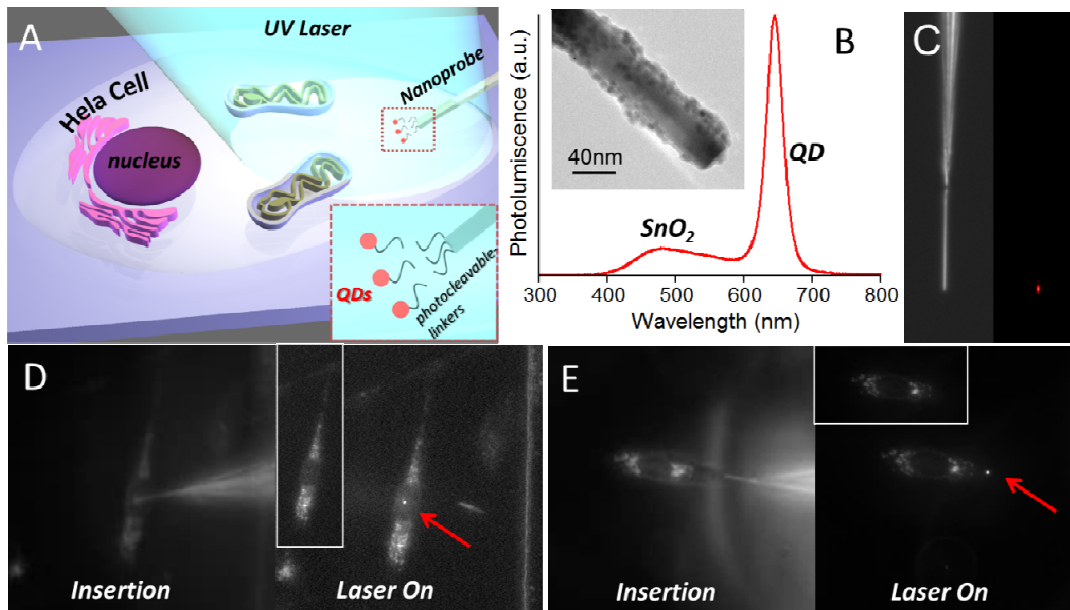 A
UV Laser
Nanoprobe
Hela Cell
nucleus
QDs
photocleavable-
linkers
B
Photolumiscence (a.u.)
40nm
QD
SnO2
300 400 500 600 700 800
Wavelength (nm)
C
D
Insertion
Laser On
E
Insertion
Laser On